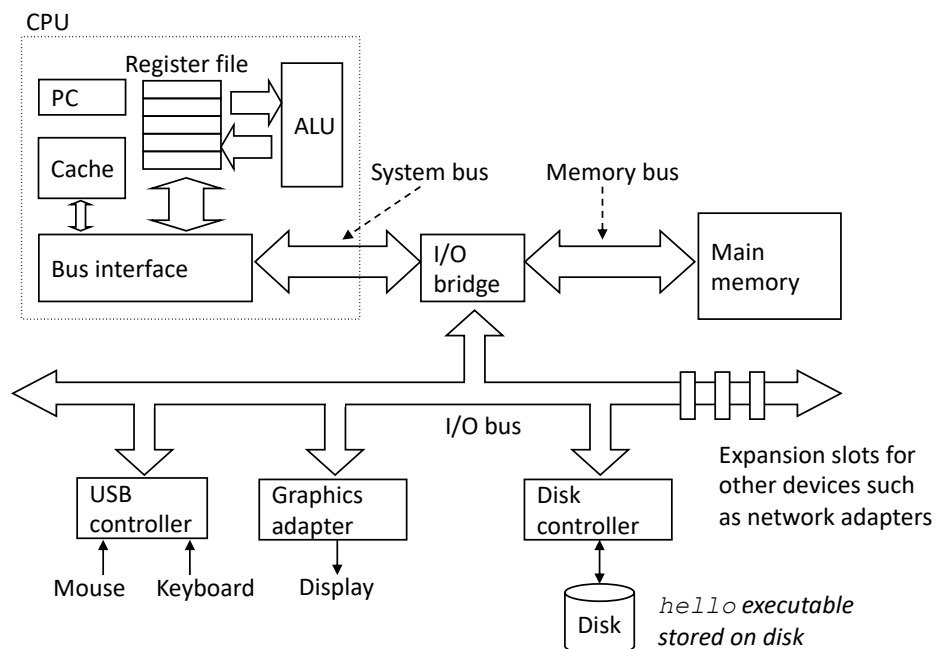 CPU
Register file
PC
ALU
Cache
System bus
Memory bus
Bus interface
I/O
bridge
Main
memory
I/O bus
Expansion slots for
other devices such
as network adapters
USB
controller
Graphics
adapter
Disk
controller
Mouse
Keyboard
Display
Disk
hello executable
stored on disk